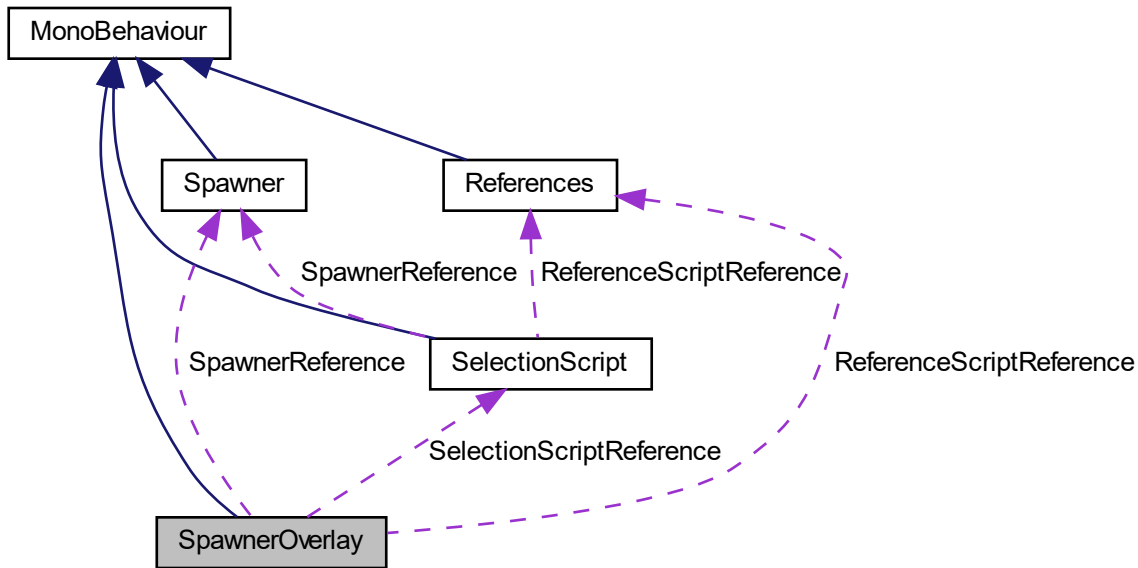 MonoBehaviour
Spawner
References
SpawnerReference
ReferenceScriptReference
SpawnerReference
SelectionScript
ReferenceScriptReference
SelectionScriptReference
SpawnerOverlay